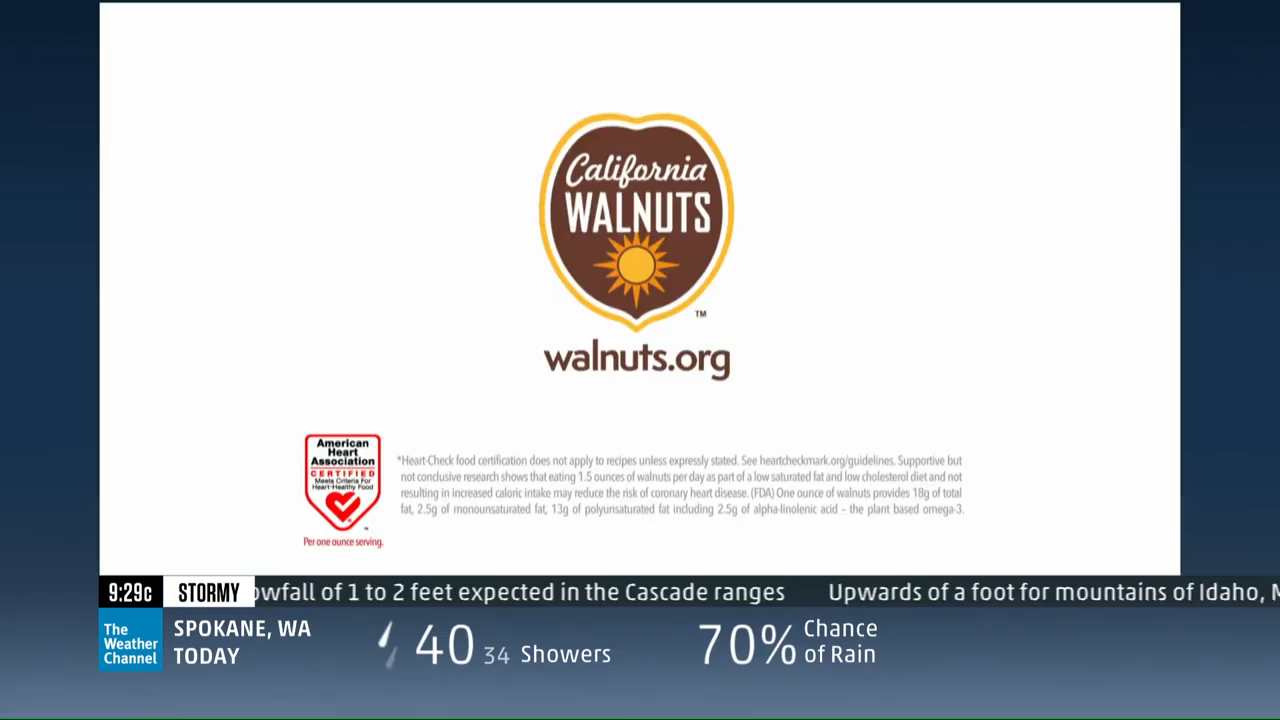 California
WALNUTS
TM
walnuts.org
American
Heart
Association
CERTIFIED
Meets Criteria For
Heart-Healthy Food
Per one ounce serving.
*Heart-Check food certification does not apply to recipes unless expressly stated. See heartcheckmark.org/guidelines. Supportive but
not conclusive research shows that eating 1.5 ounces of walnuts per day as part of a low saturated fat and low cholesterol diet and not
resulting in increased caloric intake may reduce the risk of coronary heart disease. (FDA) One ounce of walnuts provides 18g of total
fat, 2.5g of monounsaturated fat, 13g of polyunsaturated fat including 2.5g of alpha-linolenic acid – the plant based omega-3.
9:29c STORMY owfall of 1 to 2 feet expected in the Cascade ranges Upwards of a foot for mountains of Idaho, M
The
Weather
Channel
SPOKANE, WA
TODAY
40 34 Showers
70% Chance
of Rain